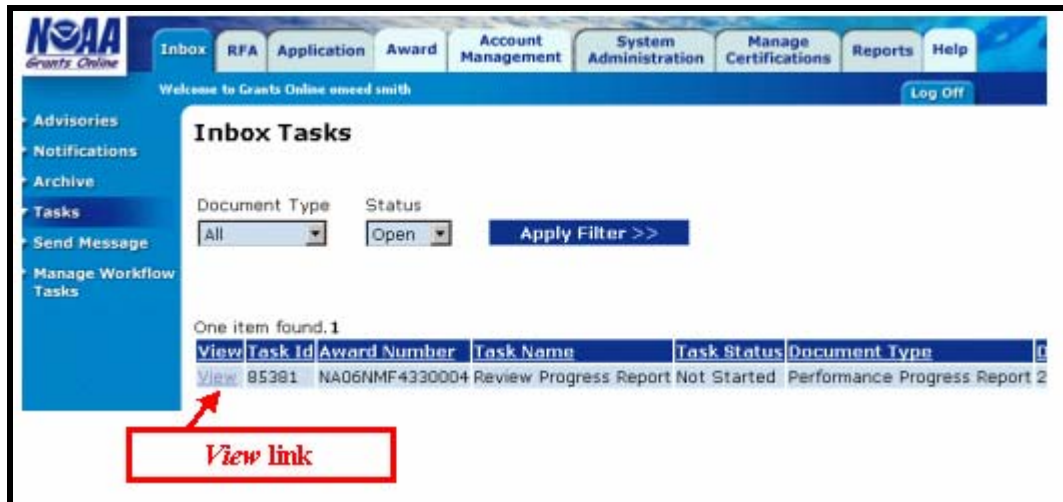 NOAA
Grants Online
Inbox RFA Application Award Account Management System Administration Manage Certifications Reports Help
Welcome to Grants Online omeed smith
Log Off
Advisories
Notifications
Archive
Tasks
Send Message
Manage Workflow
Tasks
Inbox Tasks
Document Type Status
All Open Apply Filter >>
One item found.1
View Task Id Award Number Task Name Task Status Document Type D
View 85381 NA06NMF4330004 Review Progress Report Not Started Performance Progress Report 2
View link